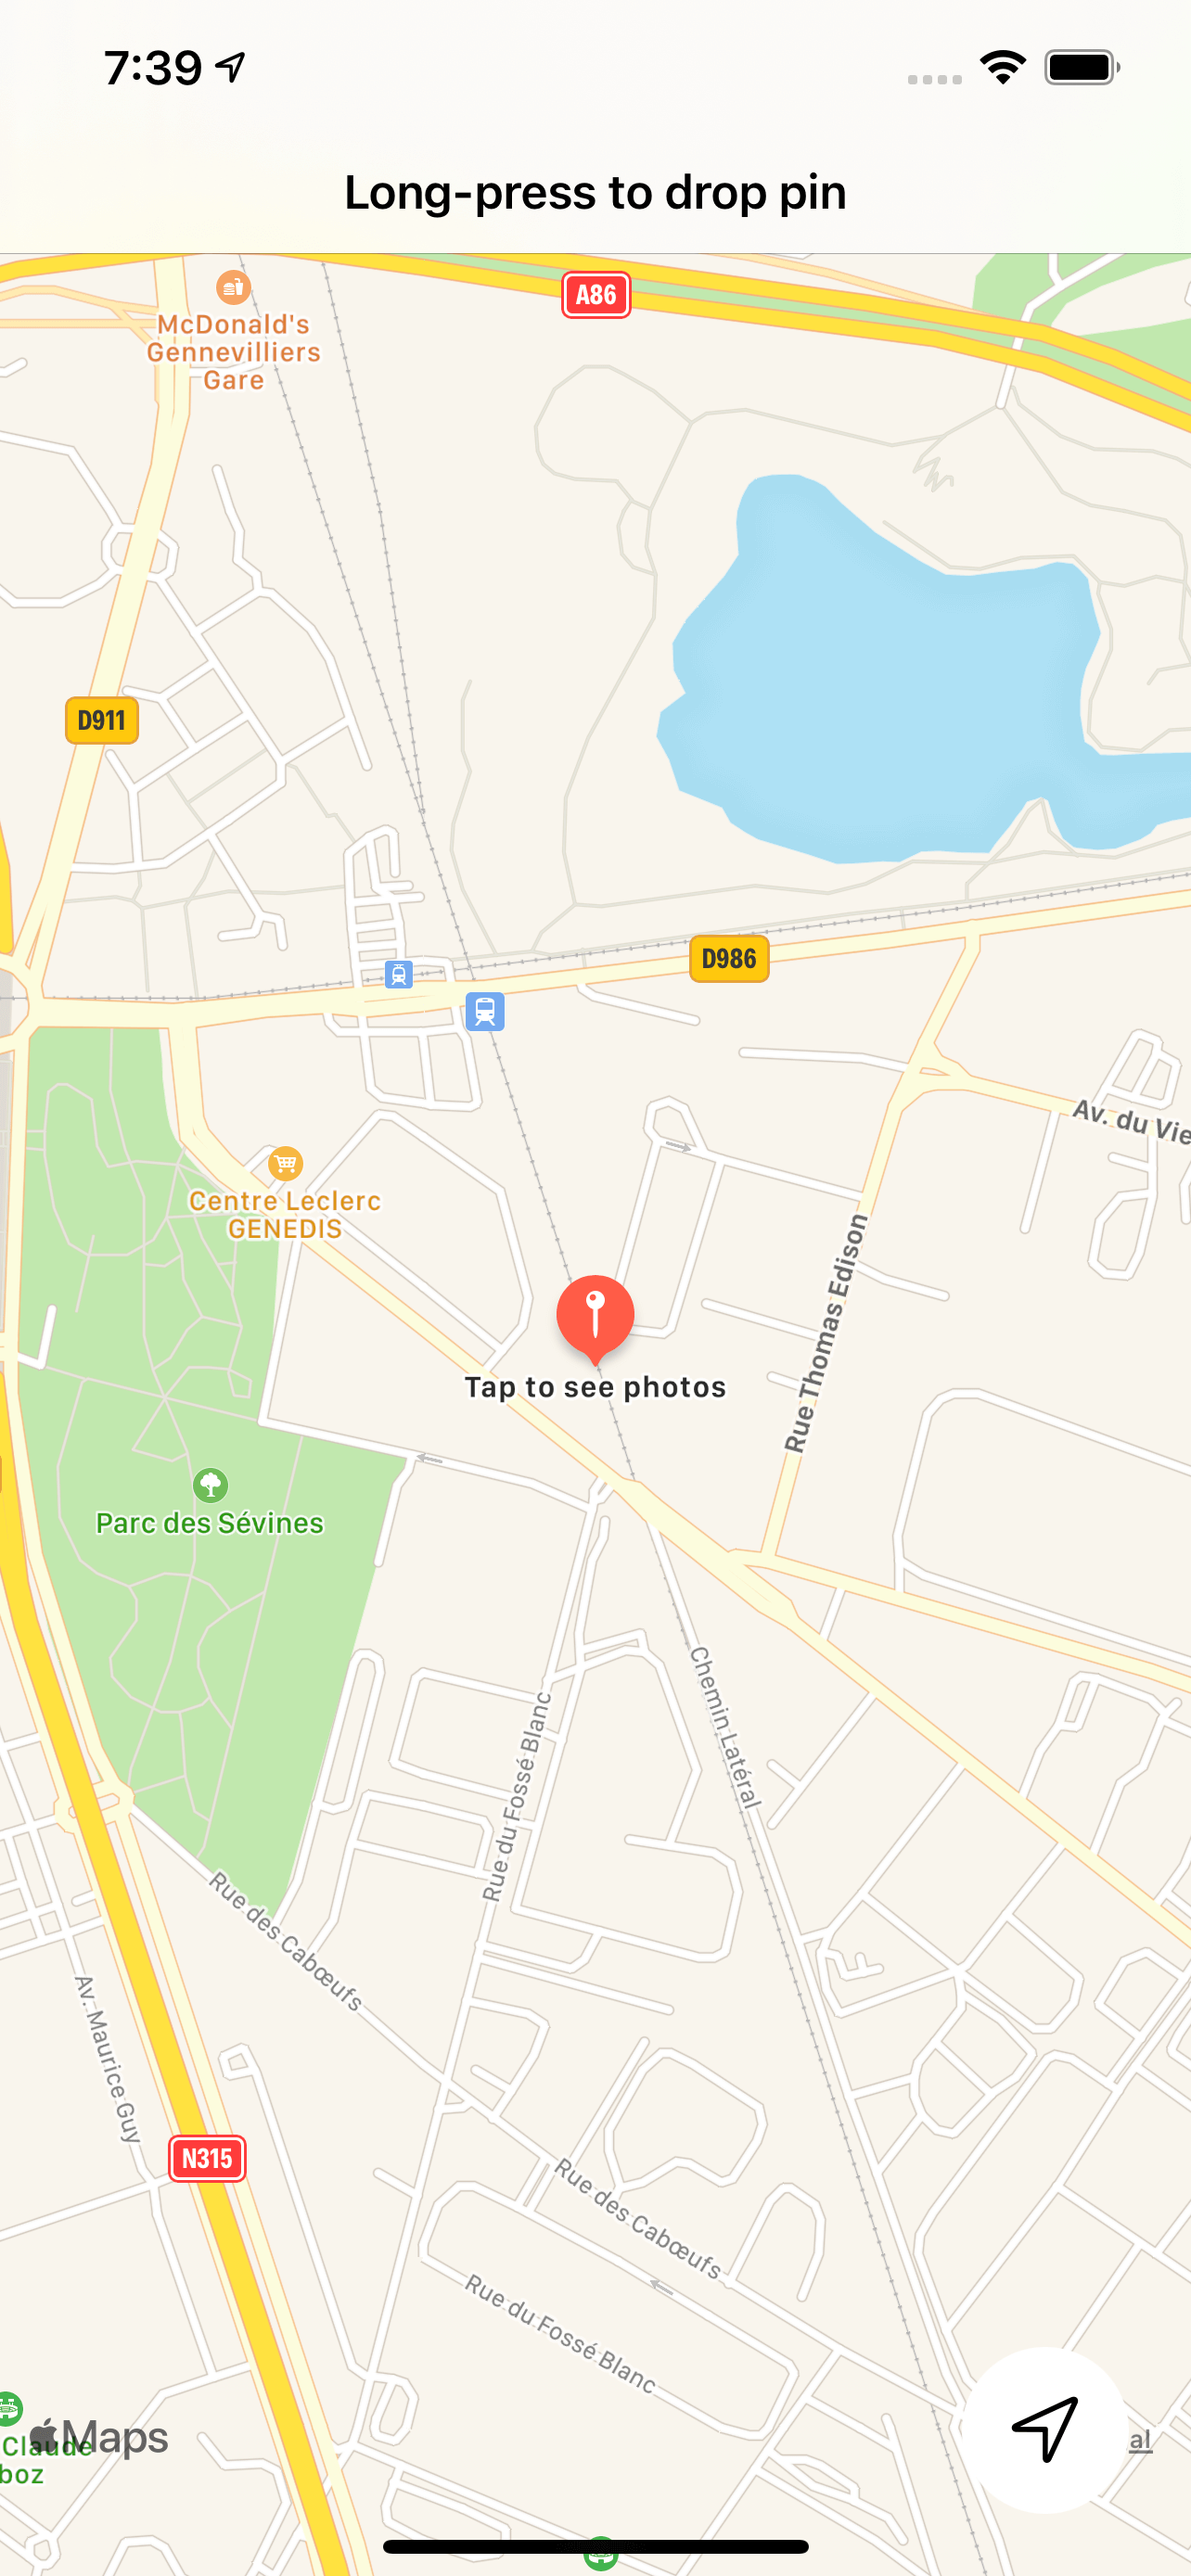 7:39
Long-press to drop pin
A86
McDonald's
Gennevilliers
Gare
D911
D986
Av. du Vie
Centre Leclerc
GENEDIS
Rue Thomas Edison
Tap to see photos
Parc des Sévines
Chemin Latéral
Rue du Fossé Blanc
Rue des Cabœufs
Av. Maurice Guy
N315
Rue des Cabœufs
Rue du Fossé Blanc
Maps
Claude
boz
al